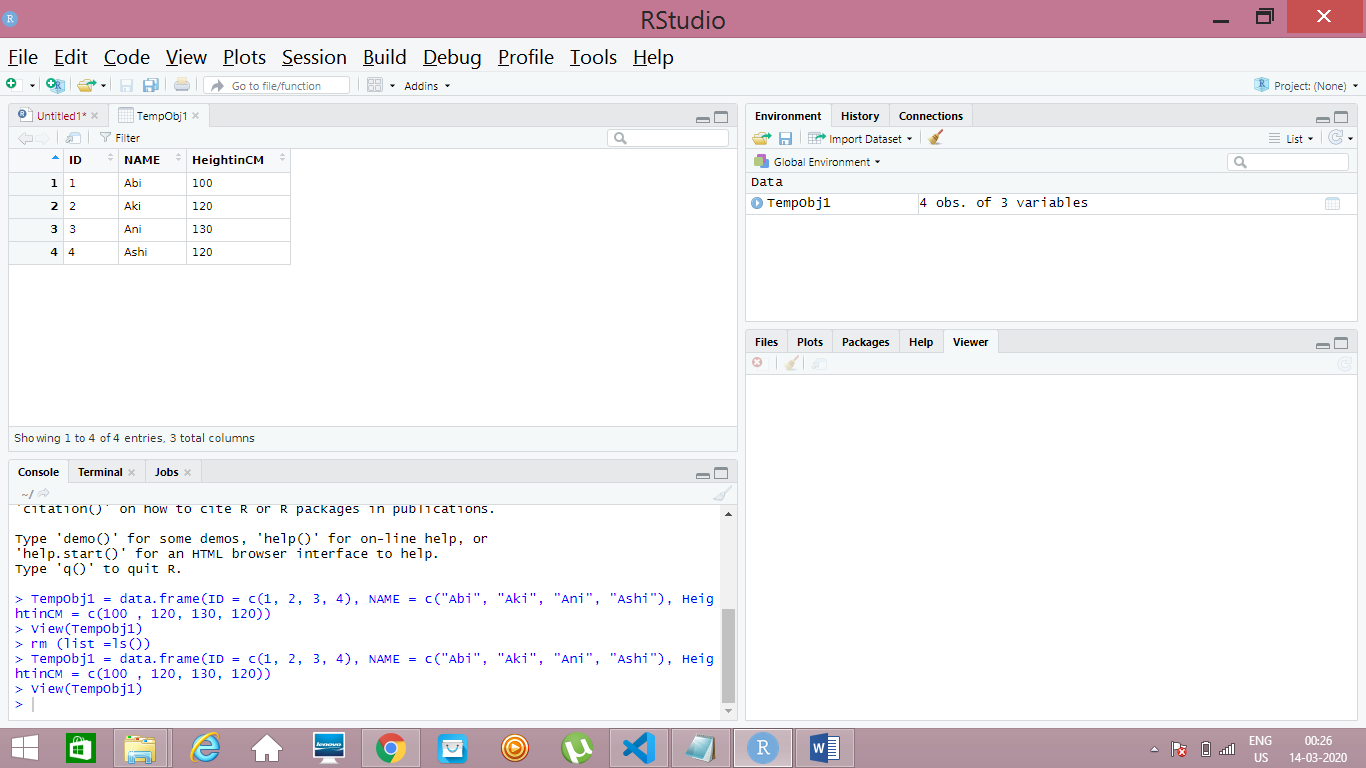 RStudio
File Edit Code View Plots Session Build Debug Profile Tools Help
Go to file/function Addins Project: (None)
Untitled1* TempObj1
Filter
ID NAME HeightinCM
1 1 Abi 100
2 2 Aki 120
3 3 Ani 130
4 4 Ashi 120
Showing 1 to 4 of 4 entries, 3 total columns
Console Terminal Jobs
~/
'citation()' on how to cite R or R packages in publications.
Type 'demo()' for some demos, 'help()' for on-line help, or
'help.start()' for an HTML browser interface to help.
Type 'q()' to quit R.
> TempObj1 = data.frame(ID = c(1, 2, 3, 4), NAME = c("Abi", "Aki", "Ani", "Ashi"), Heig
htinCM = c(100 , 120, 130, 120))
> View(TempObj1)
> rm (list =ls())
> TempObj1 = data.frame(ID = c(1, 2, 3, 4), NAME = c("Abi", "Aki", "Ani", "Ashi"), Heig
htinCM = c(100 , 120, 130, 120))
> View(TempObj1)
>
Environment History Connections
Import Dataset List
Global Environment
Data
TempObj1 4 obs. of 3 variables
Files Plots Packages Help Viewer
lenovo
ENG 00:26
US 14-03-2020